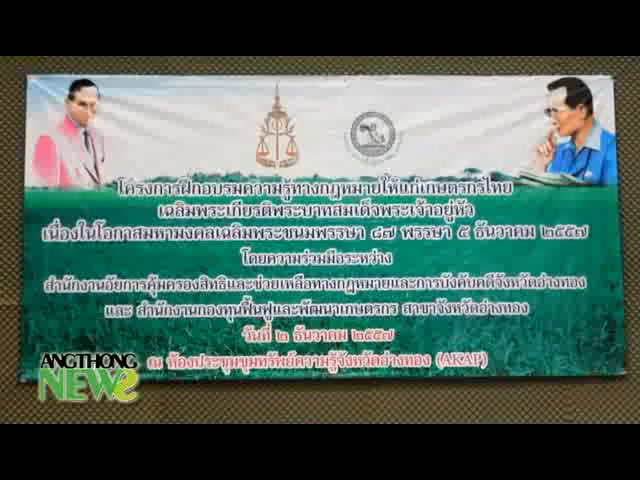 โครงการฝึกอบรมความรู้ทางกฎหมายให้แก่เกษตรกรไทย
เฉลิมพระเกียรติพระบาทสมเด็จพระเจ้าอยู่หัว
เนื่องในโอกาสมหามงคลเฉลิมพระชนมพรรษา ๘๗ พรรษา ๕ ธันวาคม ๒๕๕๗
โดยความร่วมมือระหว่าง
สำนักงานอัยการคุ้มครองสิทธิและช่วยเหลือทางกฎหมายและการบังคับคดีจังหวัดอ่างทอง
และ สำนักงานกองทุนฟื้นฟูและพัฒนาเกษตรกร สาขาจังหวัดอ่างทอง
วันที่ ๒ ธันวาคม ๒๕๕๗
ณ ห้องประชุมขุมทรัพย์ความรู้จังหวัดอ่างทอง (AKAP)
ANGTHONG
NEWS